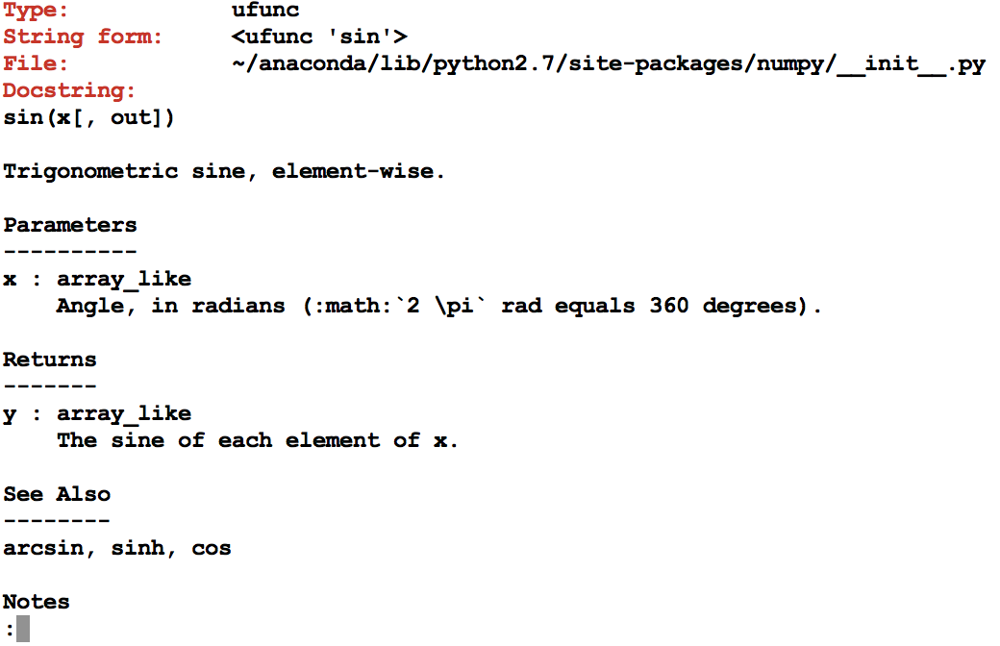 Type:            ufunc
String form:     <ufunc 'sin'>
File:            ~/anaconda/lib/python2.7/site-packages/numpy/__init__.py
Docstring:
sin(x[, out])
Trigonometric sine, element-wise.
Parameters
----------
x : array_like
    Angle, in radians (:math:`2 \pi` rad equals 360 degrees).
Returns
-------
y : array_like
    The sine of each element of x.
See Also
--------
arcsin, sinh, cos
Notes
: